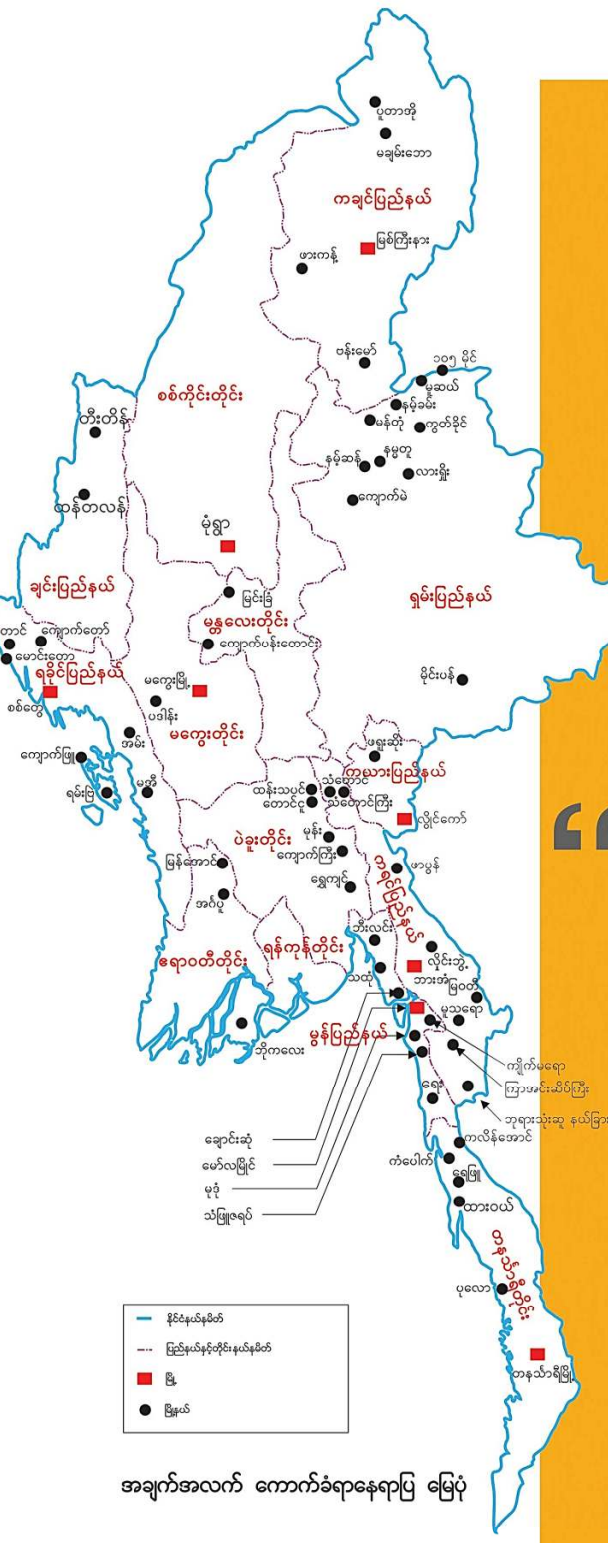 ပူတာအို
မချမ်းဘော
ကချင်ပြည်နယ်
မြစ်ကြီးနား
ဖားကန့်
ဗန်းမော်
၁၀၅ မိုင်
မူဆယ်
နမ့်ခမ်း
စစ်ကိုင်းတိုင်း
မန်တုံ
ကွတ်ခိုင်
တီးတိန်
နမ္မတူ
နမ့်ဆန်
လားရှိုး
ကျောက်မဲ
ထန်တလန်
မုံရွာ
ချင်းပြည်နယ်
မြင်းခြံ
ရှမ်းပြည်နယ်
မန္တလေးတိုင်း
တောင်
ကျောက်တော်
ကျောက်ပန်းတောင်း
မောင်းတော
ရခိုင်ပြည်နယ်
မကွေးမြို့
မိုင်းပန်
စစ်တွေ
ပဒါန်း
မကွေးတိုင်း
အမ်း
ဖရူးဆိုး
ကျောက်ဖြူ
ကယားပြည်နယ်
ရမ်းဗြဲ
မအီ
ထန်းသပင်
သံတောင်
တောင်ငူ
သံတောင်ကြီး
လွိုင်ကော်
ပဲခူးတိုင်း
မုန်း
ကျောက်ကြီး
မြန်အောင်
ဖာပွန်
ရွှေကျင်
အင်္ဂပူ
ကရင်ပြည်နယ်
ဘီးလင်း
ဧရာဝတီတိုင်း
ရန်ကုန်တိုင်း
လှိုင်းဘွဲ့
သထုံ
ဘားအံ
မြဝတီ
မူသရော
ဘိုကလေး
မွန်ပြည်နယ်
ကျိုက်မရော
ကြာအင်းဆိပ်ကြီး
ရေး
ဘုရားသုံးဆူ နယ်ခြား
ချောင်းဆုံ
ကလိန်အောင်
မော်လမြိုင်
ကံပေါက်
မုဒုံ
ရေဖြူ
သံဖြူဇရပ်
ထားဝယ်
တနင်္သာရီတိုင်း
ပုလော
တနင်္သာရီမြို့
နိုင်ငံနယ်နမိတ်
ပြည်နယ်နှင့်တိုင်းနယ်နမိတ်
မြို့
မြို့နယ်
အချက်အလက် ကောက်ခံရာနေရာပြ မြေပုံ
“